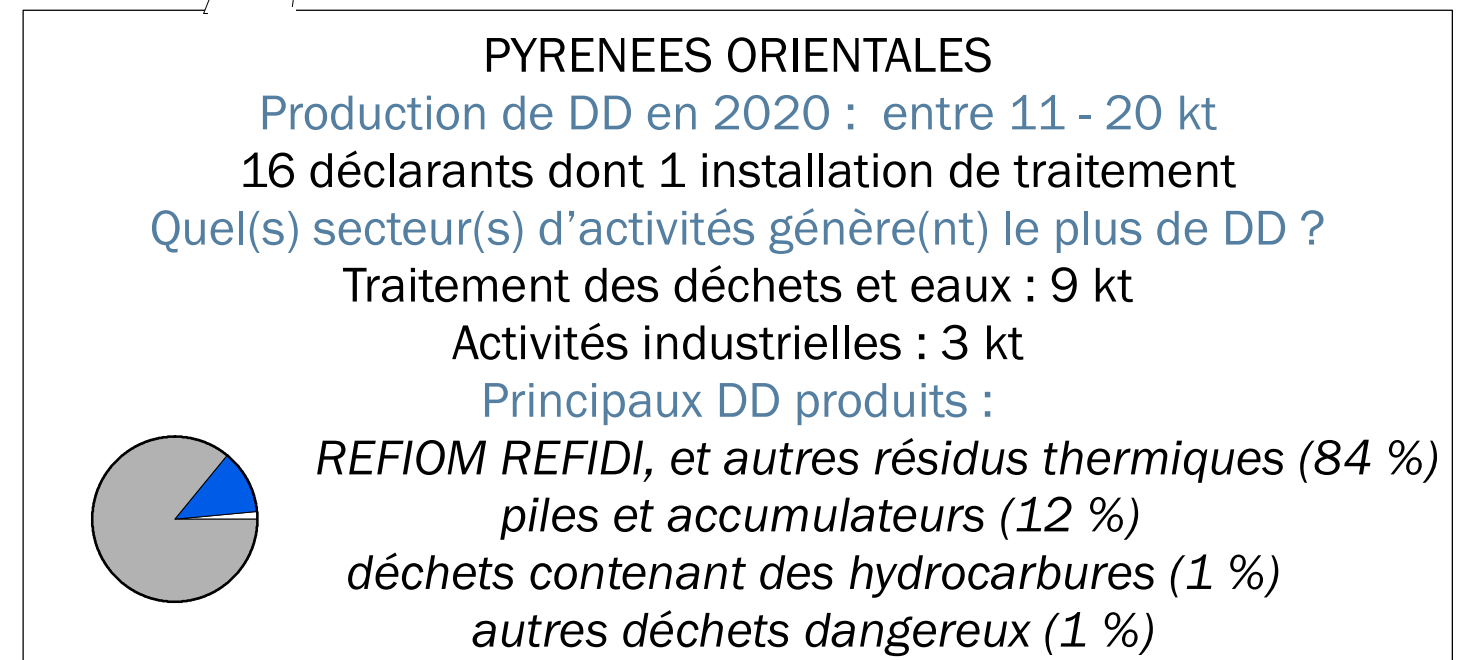 PYRENEES ORIENTALES
Production de DD en 2020 : entre 11 - 20 kt
16 déclarants dont 1 installation de traitement
Quel(s) secteur(s) d'activités génère(nt) le plus de DD ?
Traitement des déchets et eaux : 9 kt
Activités industrielles : 3 kt
Principaux DD produits :
REFIOM REFIDI, et autres résidus thermiques (84 %)
piles et accumulateurs (12 %)
déchets contenant des hydrocarbures (1 %)
autres déchets dangereux (1 %)